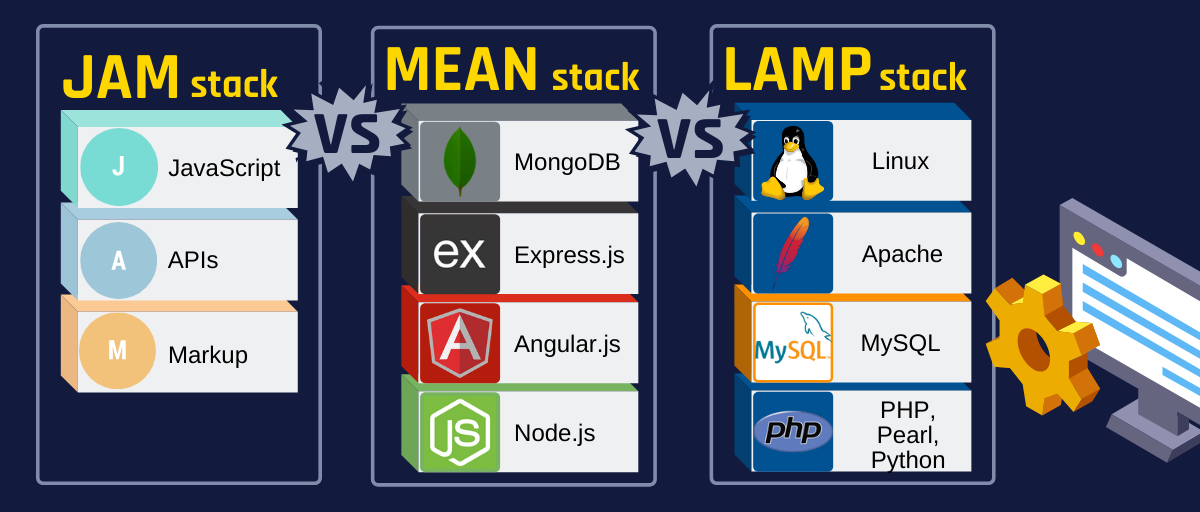 JAM stack
J JavaScript
A APIs
M Markup
VS
MEAN stack
MongoDB
ex Express.js
A Angular.js
JS Node.js
VS
LAMP stack
Linux
Apache
MySQL MySQL
php PHP,
Pearl,
Python